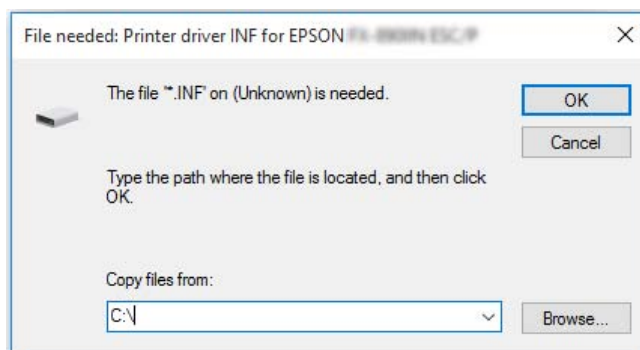 File needed: Printer driver INF for EPSON
The file '*.INF' on (Unknown) is needed.
OK
Cancel
Type the path where the file is located, and then click
OK.
Copy files from:
C:\
Browse...